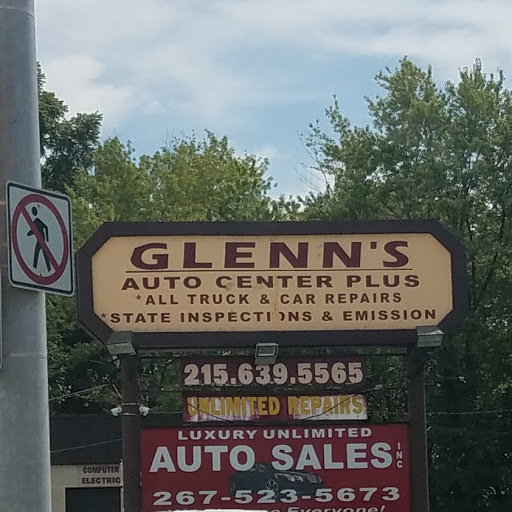 GLENN'S
AUTO CENTER PLUS
*ALL TRUCK & CAR REPAIRS
*STATE INSPECTIONS & EMISSION
215.639.5565
UNLIMITED REPAIRS
LUXURY UNLIMITED
AUTO SALES INC
267-523-5673
Everyone!
COMPUTER
ELECTRIC